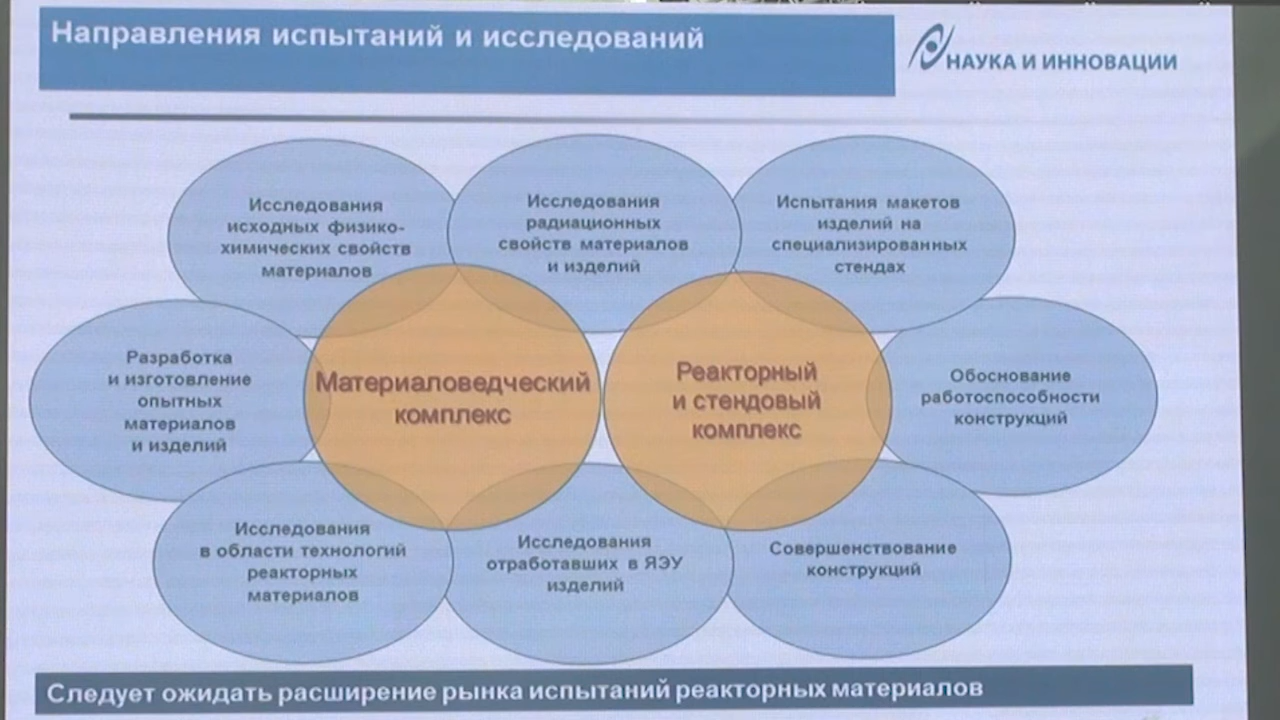 Направления испытаний и исследований
НАУКА И ИННОВАЦИИ
Исследования
исходных физико-
химических свойств
материалов
Исследования
радиационных
свойств материалов
и изделий
Испытания макетов
изделий на
специализированных
стендах
Разработка
и изготовление
опытных
материалов
и изделий
Материаловедческий
комплекс
Реакторный
и стендовый
комплекс
Обоснование
работоспособности
конструкций
Исследования
в области технологий
реакторных
материалов
Исследования
отработавших в ЯЭУ
изделий
Совершенствование
конструкций
Следует ожидать расширение рынка испытаний реакторных материалов